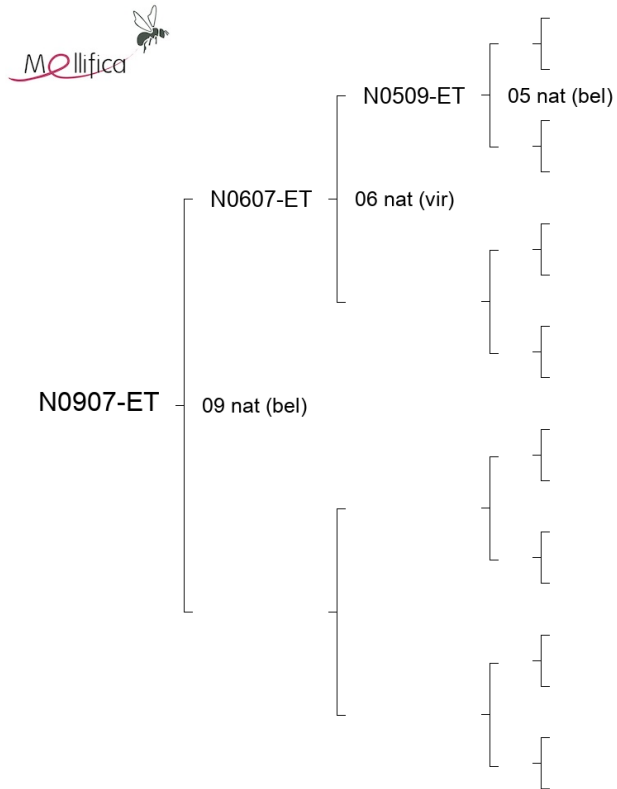 Mellifica
N0509-ET 05 nat (bel)
N0607-ET 06 nat (vir)
N0907-ET 09 nat (bel)